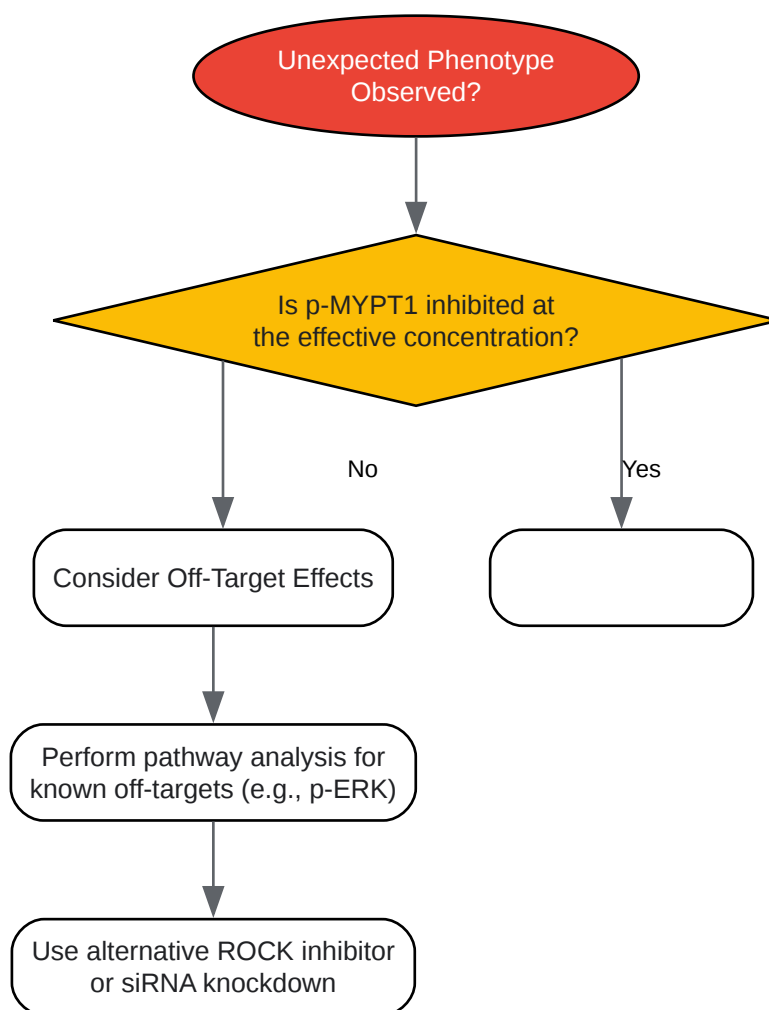 Unexpected Phenotype
Observed?
Is p-MYPT1 inhibited at
the effective concentration?
No
Yes
Consider Off-Target Effects
Perform pathway analysis for
known off-targets (e.g., p-ERK)
Use alternative ROCK inhibitor
or siRNA knockdown